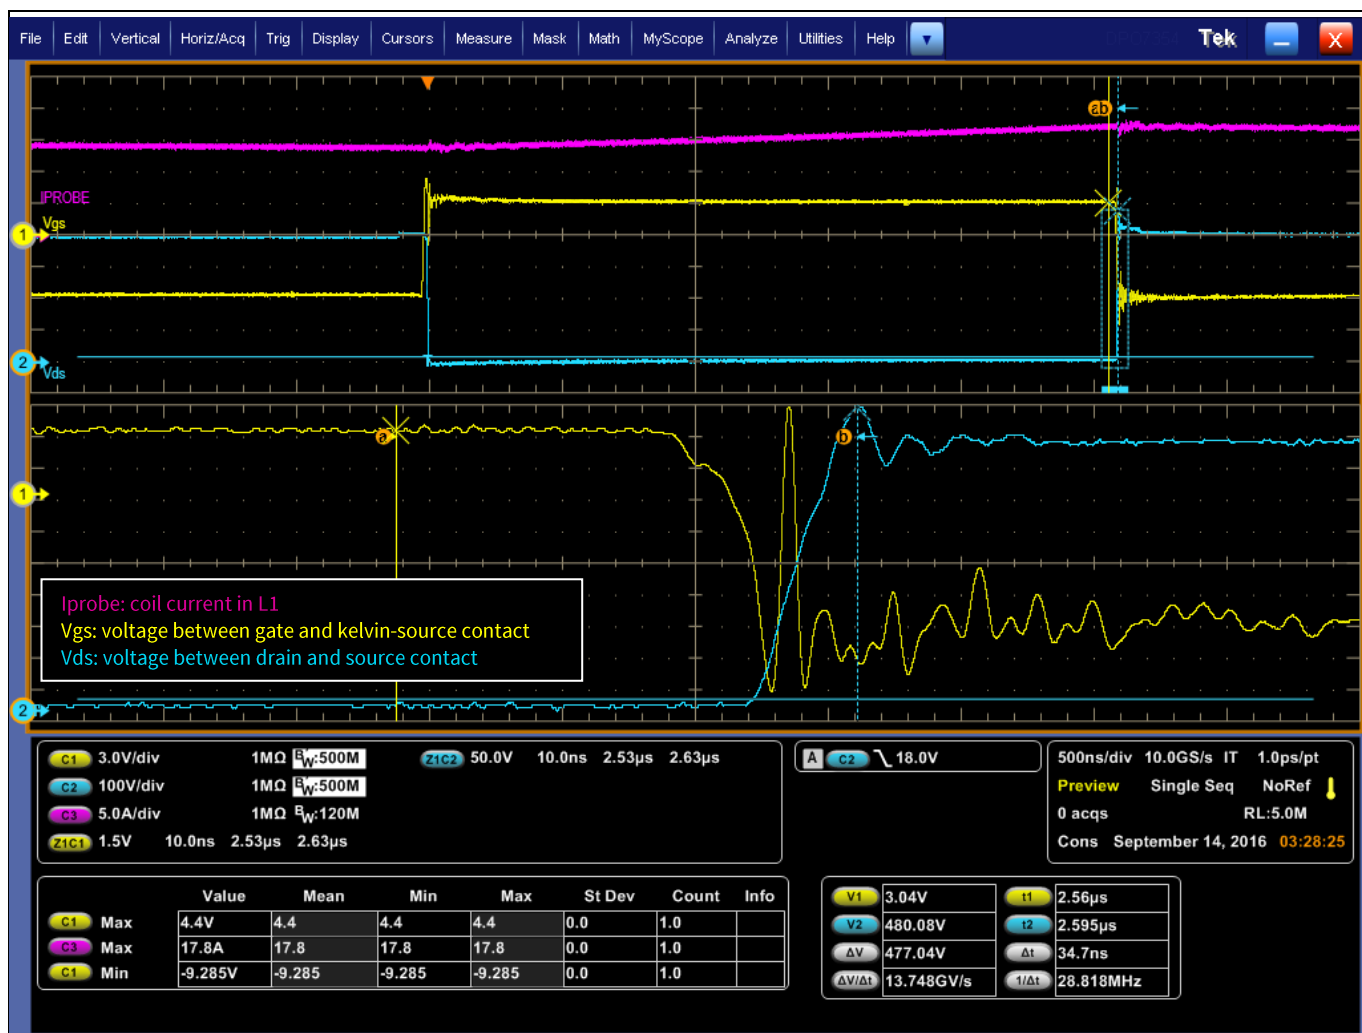 File Edit Vertical Horiz/Acq Trig Display Cursors Measure Mask Math MyScope Analyze Utilities Help Tek X
ab
IPROBE
Vgs
1
2
Vds
a
b
1
Iprobe: coil current in L1
Vgs: voltage between gate and kelvin-source contact
Vds: voltage between drain and source contact
2
C1 3.0V/div 1MΩ BW:500M Z1C2 50.0V 10.0ns 2.53µs 2.63µs
C2 100V/div 1MΩ BW:500M
C3 5.0A/div 1MΩ BW:120M
Z1C1 1.5V 10.0ns 2.53µs 2.63µs
A C2 18.0V
500ns/div 10.0GS/s IT 1.0ps/pt
Preview Single Seq NoRef
0 acqs RL:5.0M
Cons September 14, 2016 03:28:25
Value Mean Min Max St Dev Count Info
C1 Max 4.4V 4.4 4.4 4.4 0.0 1.0
C3 Max 17.8A 17.8 17.8 17.8 0.0 1.0
C1 Min -9.285V -9.285 -9.285 -9.285 0.0 1.0
V1 3.04V t1 2.56µs
V2 480.08V t2 2.595µs
ΔV 477.04V Δt 34.7ns
ΔV/Δt 13.748GV/s 1/Δt 28.818MHz